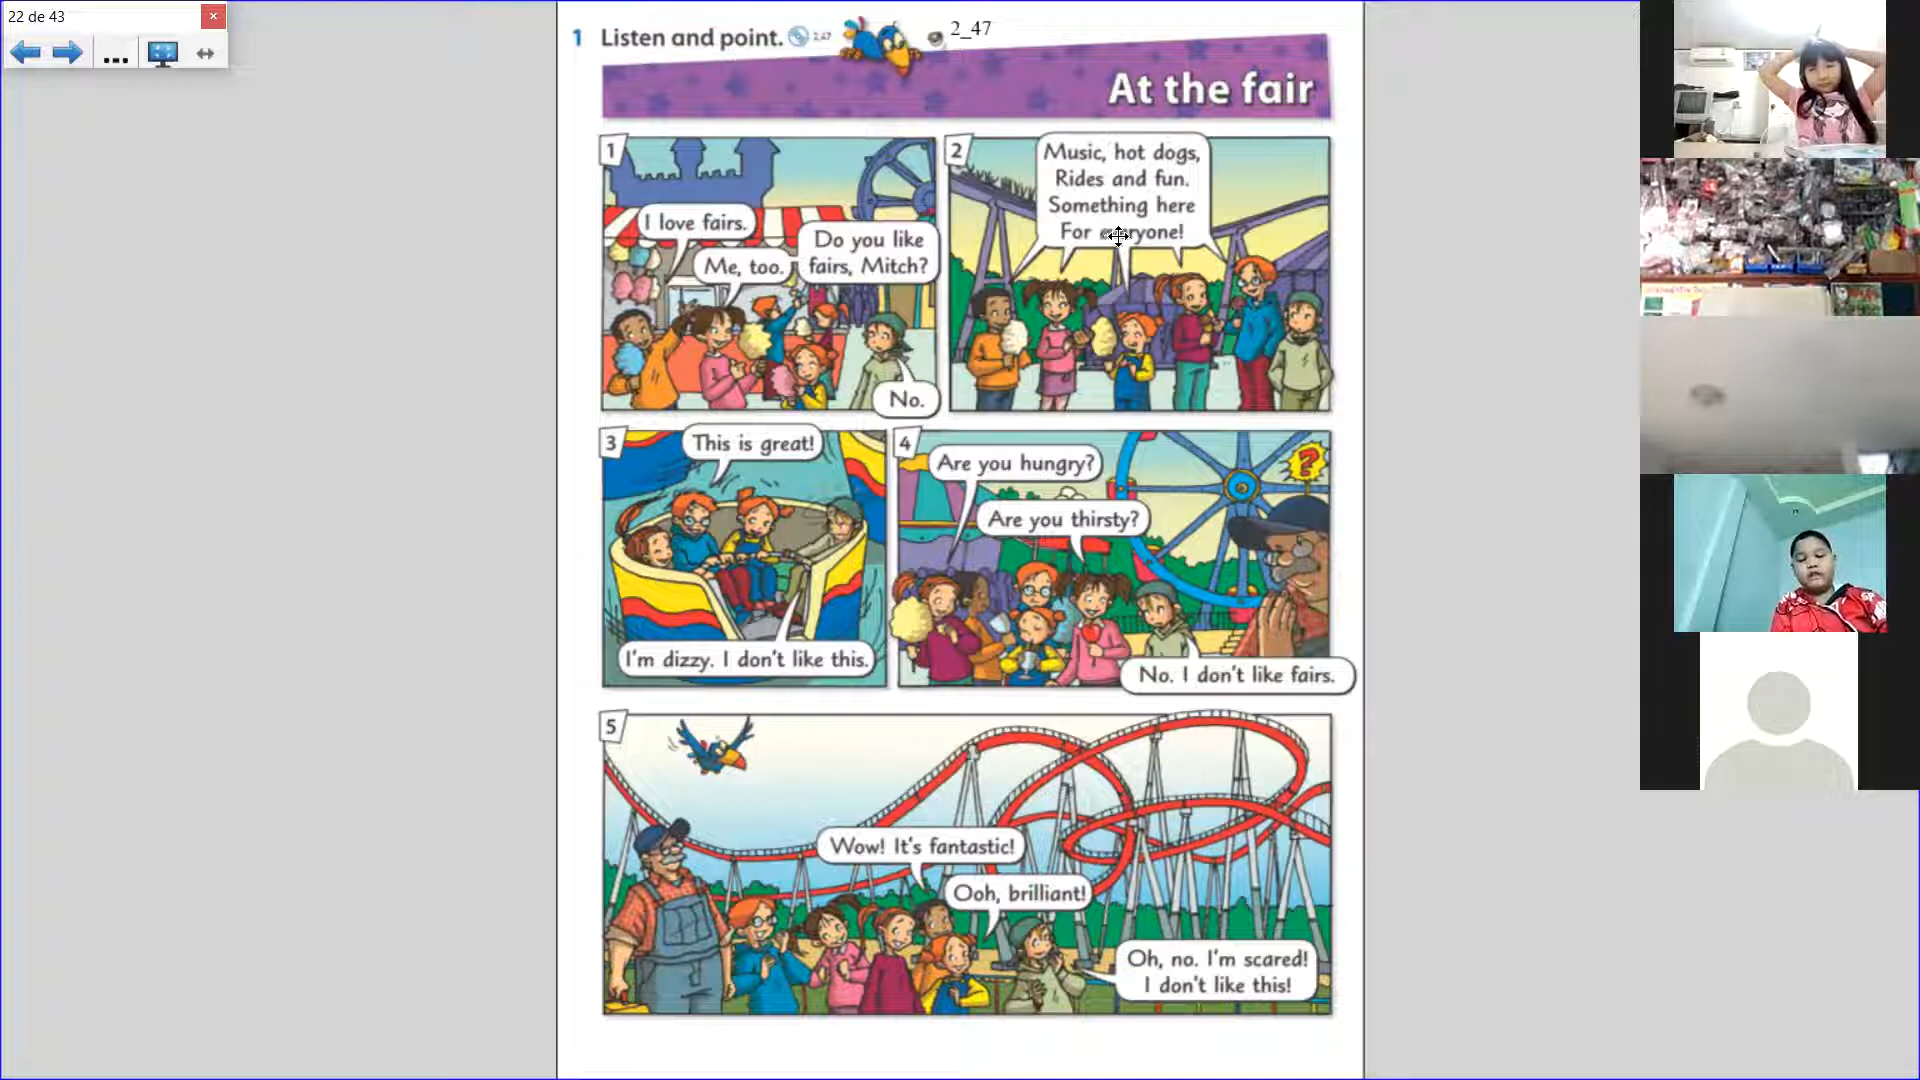 22 de 43
1 Listen and point. 2.47 2_47
At the fair
1
I love fairs.
Me, too.
Do you like
fairs, Mitch?
No.
2
Music, hot dogs,
Rides and fun.
Something here
For everyone!
3
This is great!
I'm dizzy. I don't like this.
4
Are you hungry?
Are you thirsty?
?
No. I don't like fairs.
5
Wow! It's fantastic!
Ooh, brilliant!
Oh, no. I'm scared!
I don't like this!